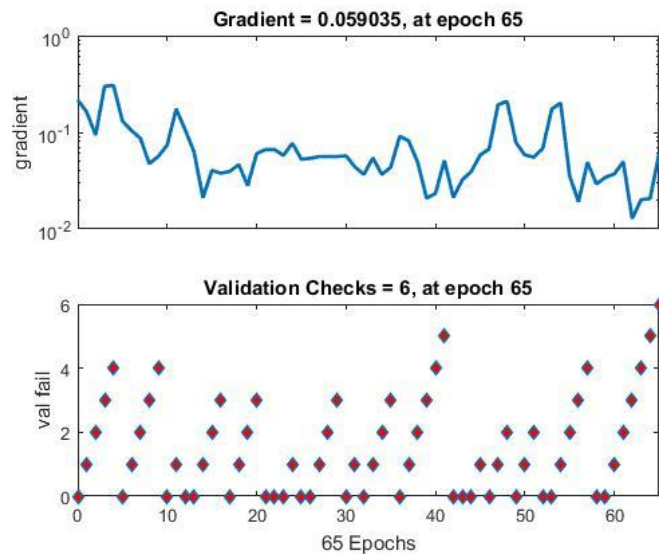 Gradient = 0.059035, at epoch 65
10^0
10^-1
10^-2
gradient
Validation Checks = 6, at epoch 65
6
4
2
0
val fail
0 10 20 30 40 50 60
65 Epochs